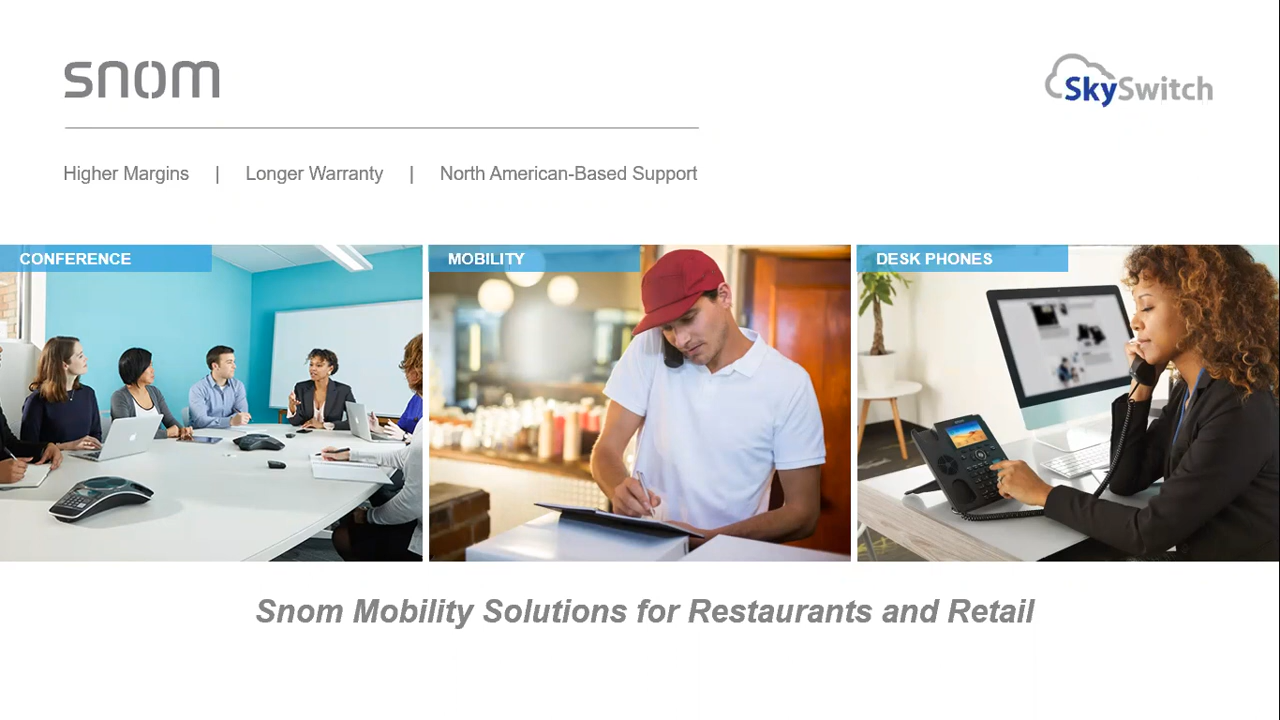 snom
SkySwitch
Higher Margins | Longer Warranty | North American-Based Support
CONFERENCE
MOBILITY
DESK PHONES
Snom Mobility Solutions for Restaurants and Retail